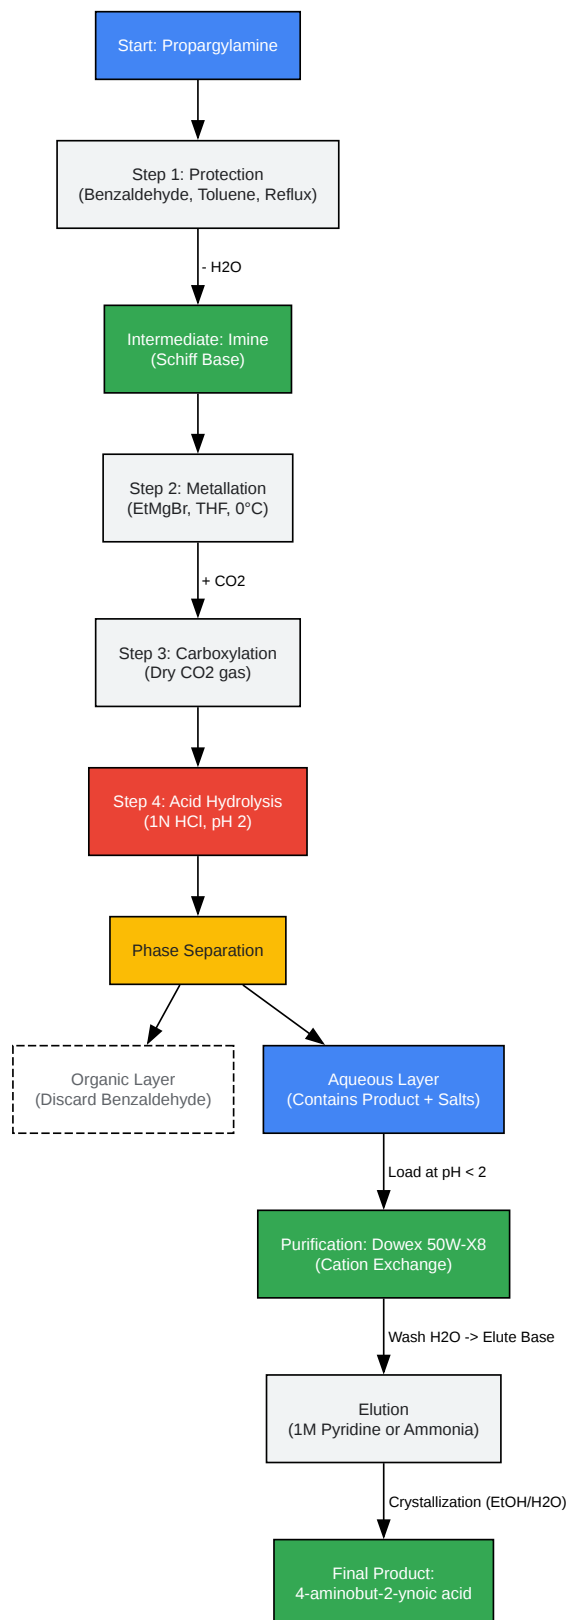 Start: Propargylamine
Step 1: Protection
(Benzaldehyde, Toluene, Reflux)
- H2O
Intermediate: Imine
(Schiff Base)
Step 2: Metallation
(EtMgBr, THF, 0°C)
+ CO2
Step 3: Carboxylation
(Dry CO2 gas)
Step 4: Acid Hydrolysis
(1N HCl, pH 2)
Phase Separation
Organic Layer
(Discard Benzaldehyde)
Aqueous Layer
(Contains Product + Salts)
Load at pH < 2
Purification: Dowex 50W-X8
(Cation Exchange)
Wash H2O -> Elute Base
Elution
(1M Pyridine or Ammonia)
Crystallization (EtOH/H2O)
Final Product:
4-aminobut-2-ynoic acid